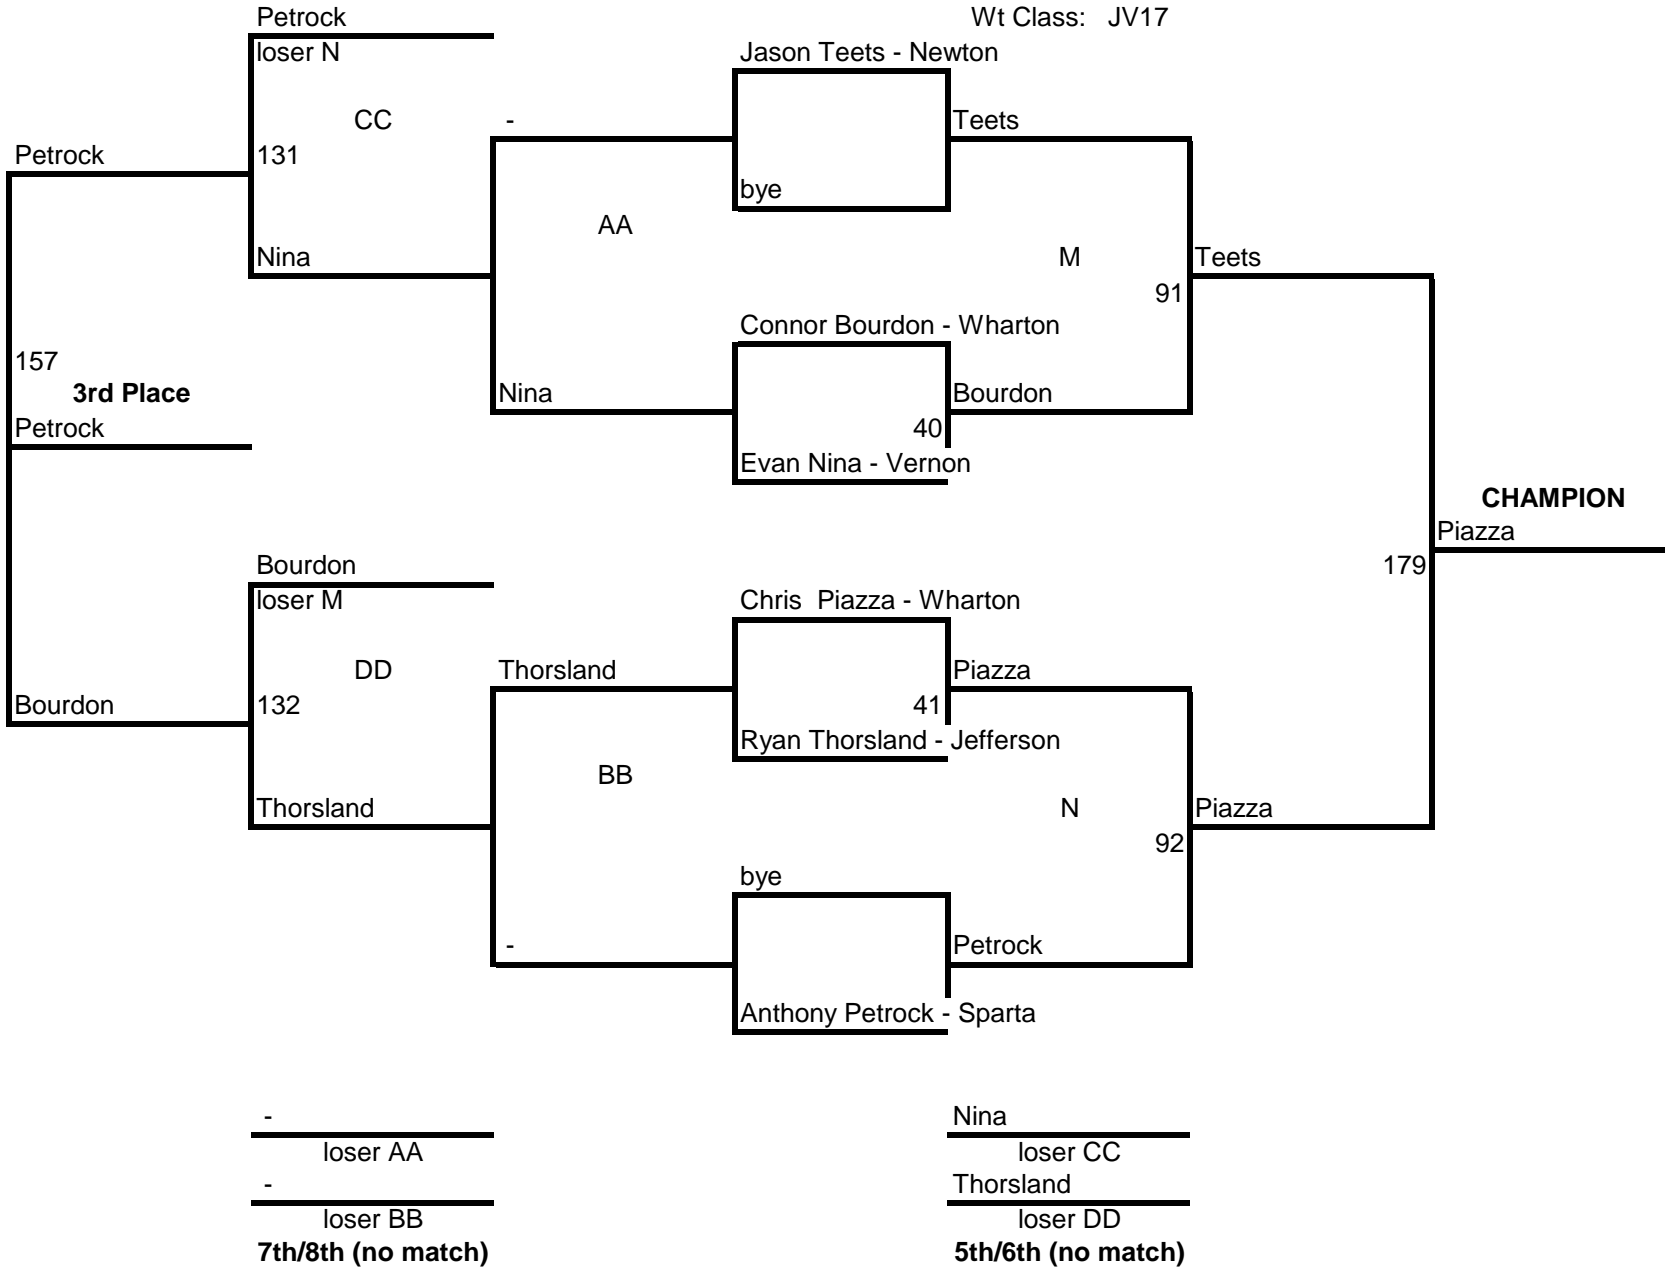 Petrock
Wt Class: JV17
loser N
Jason Teets - Newton
CC
-
Teets
Petrock
131
bye
AA
Nina
M
Teets
91
Connor Bourdon - Wharton
157
3rd Place
Nina
Bourdon
Petrock
40
Evan Nina - Vernon
CHAMPION
Piazza
Bourdon
179
loser M
Chris  Piazza - Wharton
DD
Thorsland
Piazza
Bourdon
132
41
Ryan Thorsland - Jefferson
BB
Thorsland
N
Piazza
92
bye
-
Petrock
Anthony Petrock - Sparta
-
Nina
loser AA
loser CC
-
Thorsland
loser BB
loser DD
7th/8th (no match)
5th/6th (no match)